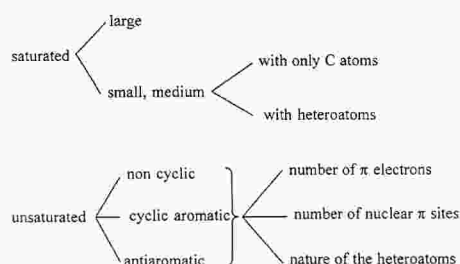 large
saturated
with only C atoms
small, medium
with heteroatoms
non cyclic
number of π electrons
unsaturated
cyclic aromatic
number of nuclear π sites
antiaromatic
nature of the heteroatoms